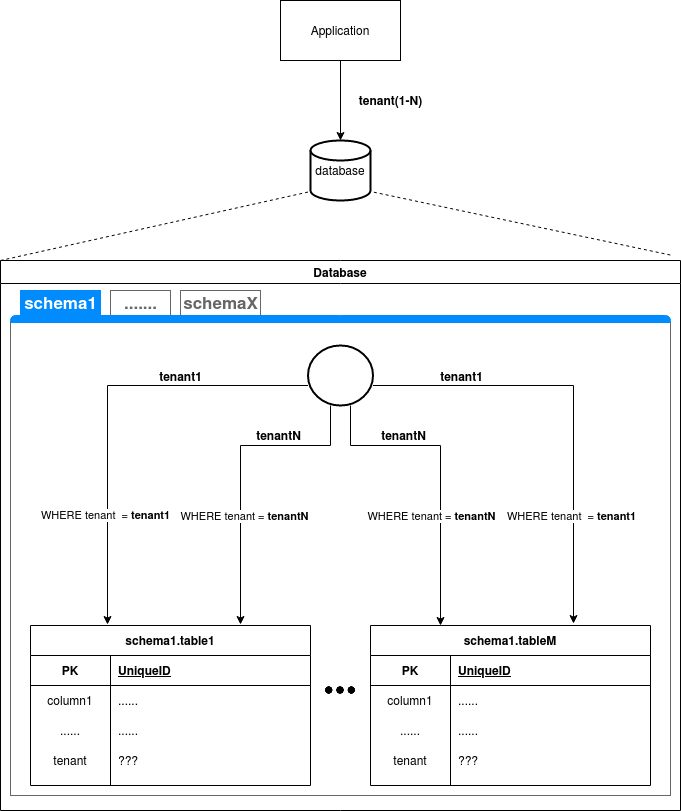 Application
tenant(1-N)
database
Database
schema1
.......
schemaX
tenant1
tenant1
tenantN
tenantN
WHERE tenant = tenant1
WHERE tenant = tenantN
WHERE tenant = tenantN
WHERE tenant = tenant1
schema1.table1
PK UniqueID
column1 ......
...... ......
tenant ???
schema1.tableM
PK UniqueID
column1 ......
...... ......
tenant ???